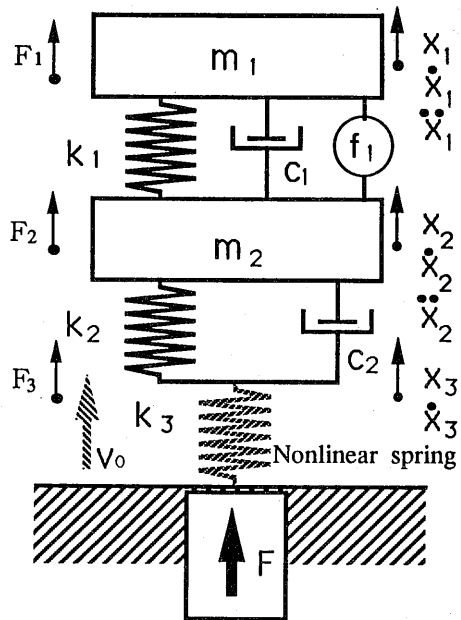 F₁
m₁
X₁
Ẋ₁
Ẍ₁
k₁
c₁
f₁
F₂
m₂
X₂
Ẋ₂
Ẍ₂
k₂
c₂
F₃
X₃
Ẋ₃
k₃
V₀
Nonlinear spring
F